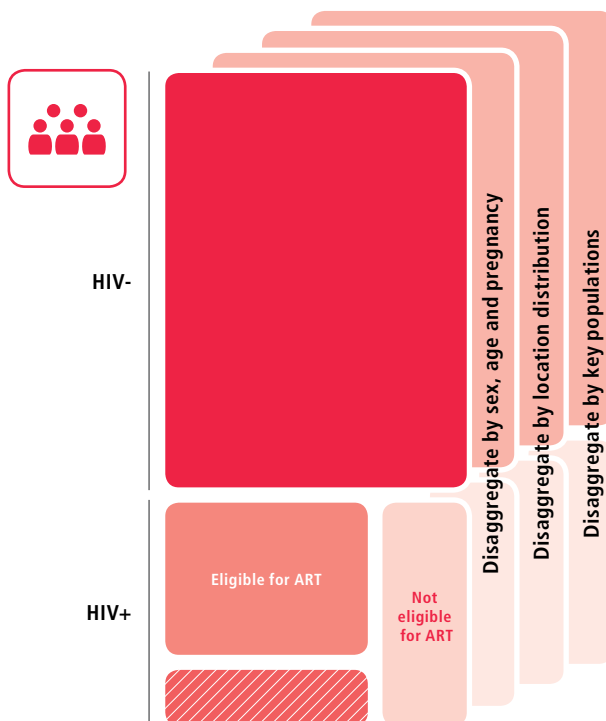 HIV-
HIV+
Eligible for ART
Not
eligible
for ART
Disaggregate by sex, age and pregnancy
Disaggregate by location distribution
Disaggregate by key populations